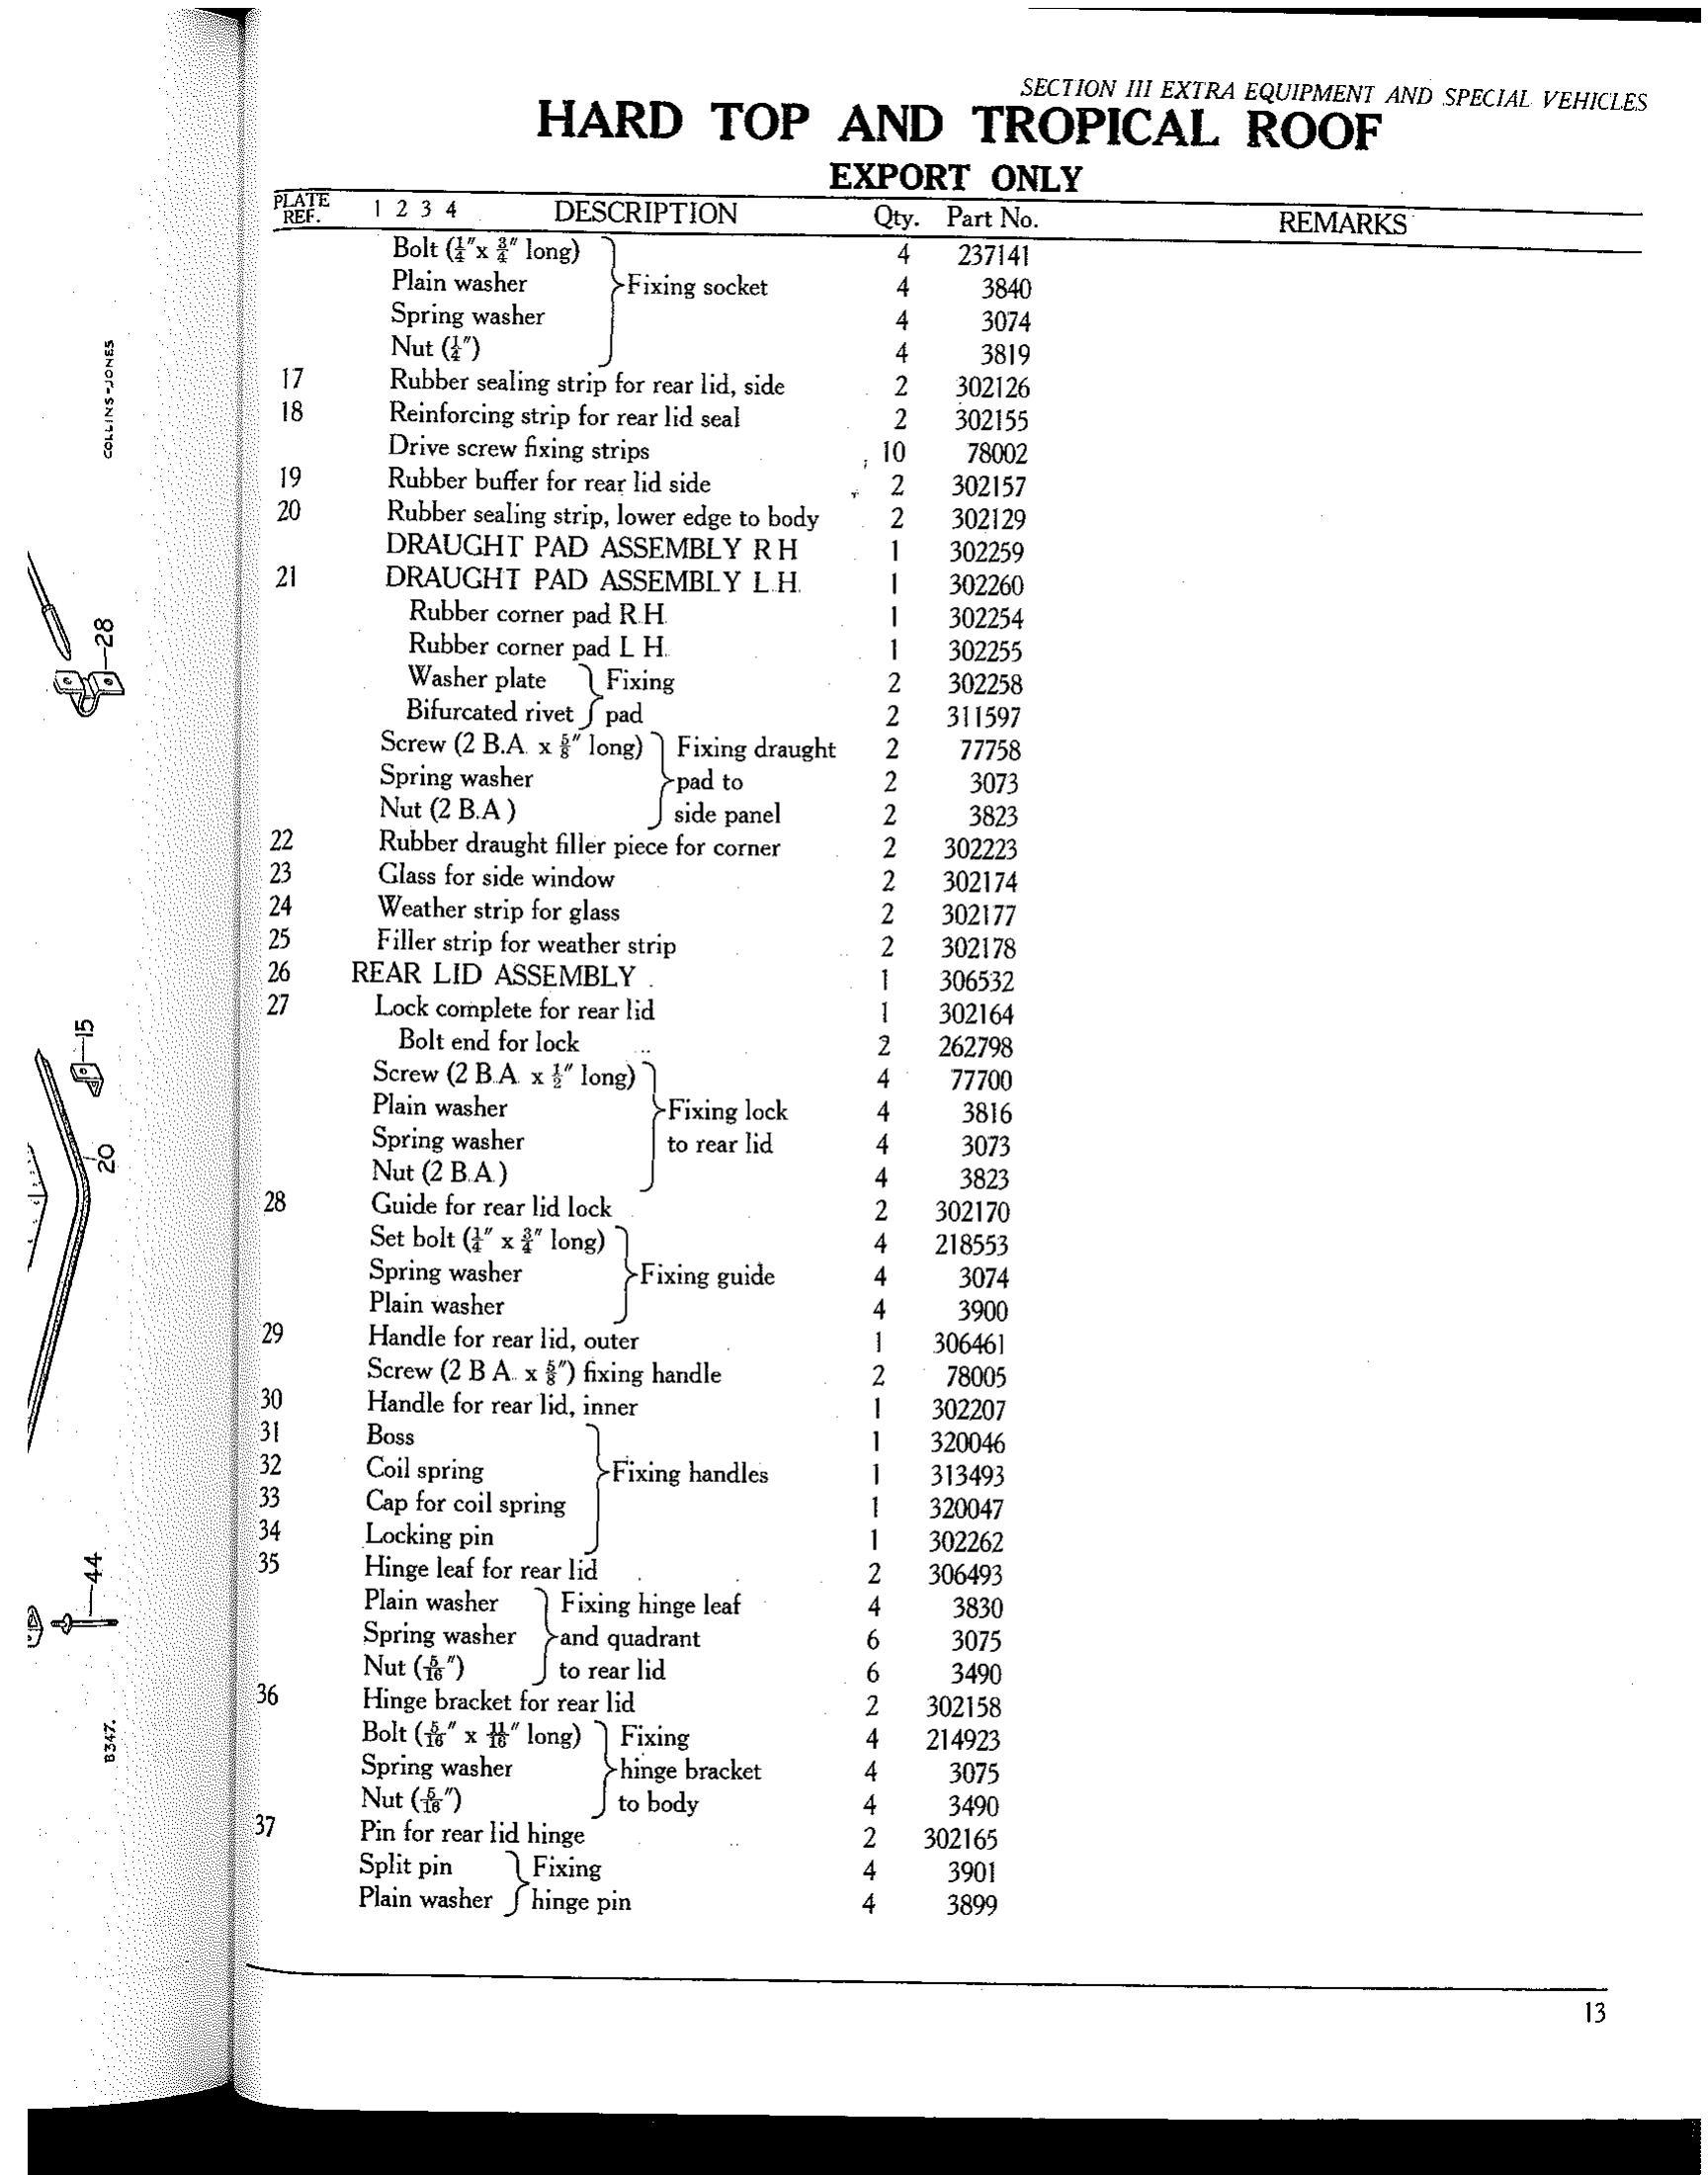 SECTION III EXTRA EQUIPMENT AND SPECIAL VEHICLES
HARD TOP AND TROPICAL ROOF
EXPORT ONLY
PLATE REF. 1 2 3 4 DESCRIPTION Qty. Part No. REMARKS
Bolt (¼″ x ¾″ long) 4 237141
Plain washer Fixing socket 4 3840
Spring washer 4 3074
Nut (¼″) 4 3819
17 Rubber sealing strip for rear lid, side 2 302126
18 Reinforcing strip for rear lid seal 2 302155
Drive screw fixing strips 10 78002
19 Rubber buffer for rear lid side 2 302157
20 Rubber sealing strip, lower edge to body 2 302129
DRAUGHT PAD ASSEMBLY R H 1 302259
21 DRAUGHT PAD ASSEMBLY L.H. 1 302260
Rubber corner pad R.H. 1 302254
Rubber corner pad L H. 1 302255
Washer plate Fixing 2 302258
Bifurcated rivet pad 2 311597
Screw (2 B.A. x ⅝″ long) Fixing draught 2 77758
Spring washer pad to 2 3073
Nut (2 B.A ) side panel 2 3823
22 Rubber draught filler piece for corner 2 302223
23 Glass for side window 2 302174
24 Weather strip for glass 2 302177
25 Filler strip for weather strip 2 302178
26 REAR LID ASSEMBLY . 1 306532
27 Lock complete for rear lid 1 302164
Bolt end for lock .. 2 262798
Screw (2 B.A. x ½″ long) 4 77700
Plain washer Fixing lock 4 3816
Spring washer to rear lid 4 3073
Nut (2 B.A.) 4 3823
28 Guide for rear lid lock 2 302170
Set bolt (¼″ x ¾″ long) 4 218553
Spring washer Fixing guide 4 3074
Plain washer 4 3900
29 Handle for rear lid, outer 1 306461
Screw (2 B A. x ⅝″) fixing handle 2 78005
30 Handle for rear lid, inner 1 302207
31 Boss 1 320046
32 Coil spring Fixing handles 1 313493
33 Cap for coil spring 1 320047
34 Locking pin 1 302262
35 Hinge leaf for rear lid 2 306493
Plain washer Fixing hinge leaf 4 3830
Spring washer and quadrant 6 3075
Nut (5/16″) to rear lid 6 3490
36 Hinge bracket for rear lid 2 302158
Bolt (5/16″ x 11/16″ long) Fixing 4 214923
Spring washer hinge bracket 4 3075
Nut (5/16″) to body 4 3490
37 Pin for rear lid hinge .. 2 302165
Split pin Fixing 4 3901
Plain washer hinge pin 4 3899
13
COLLINS-JONES
28
15
20
44
B347.